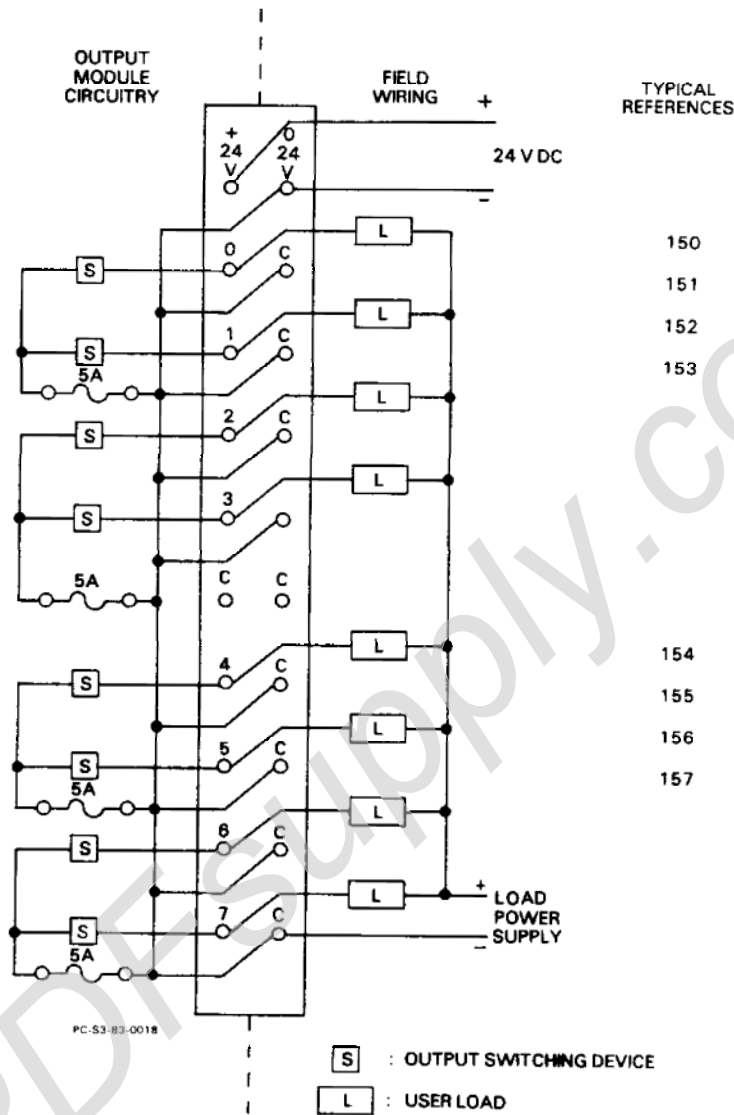 OUTPUT
MODULE
CIRCUITRY
FIELD
WIRING
TYPICAL
REFERENCES
+
+ 0
24 24
V V
24 V DC
−
0
L
150
S
C
151
1
L
152
S
C
153
5A
2
L
S
C
3
L
S
5A
C C
4
L
154
S
C
155
5
L
156
S
C
157
5A
6
L
S
C
7
L
+
LOAD
POWER
SUPPLY
S
C
−
5A
PC-S3-83-0018
S : OUTPUT SWITCHING DEVICE
L : USER LOAD
PDFsupply.co